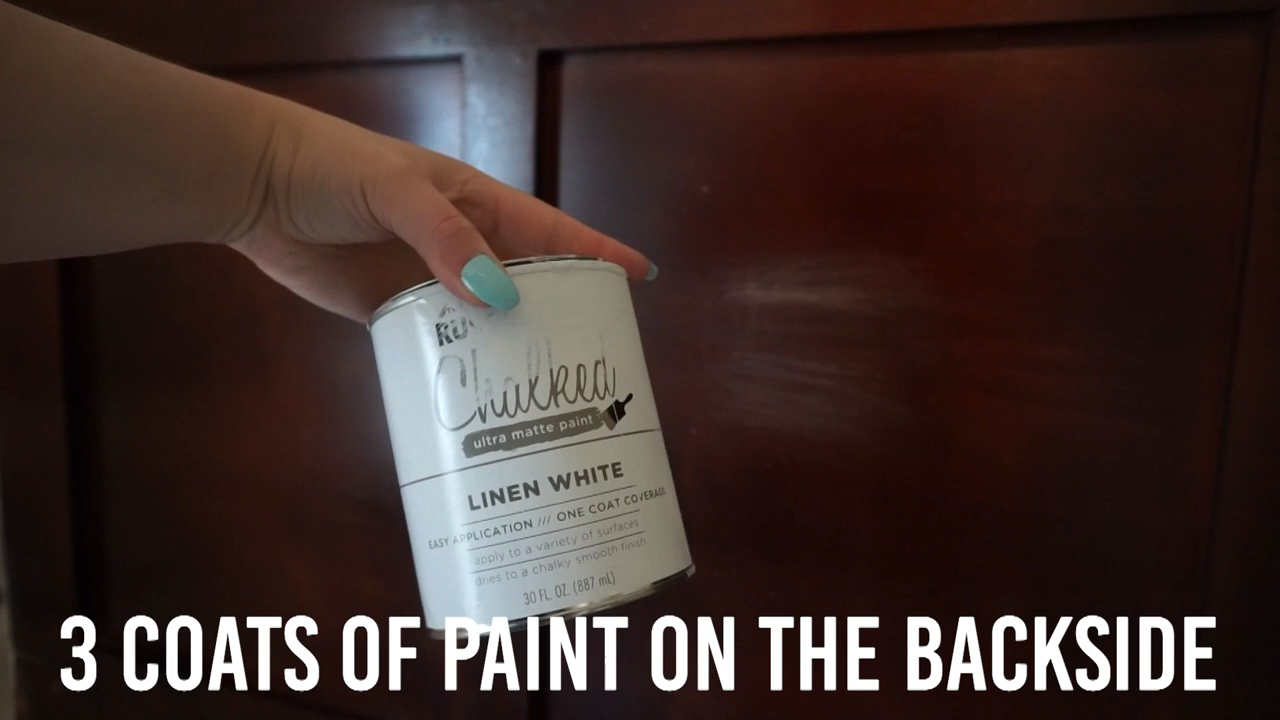 Chalked
ultra matte paint
LINEN WHITE
EASY APPLICATION /// ONE COAT COVERAGE
apply to a variety of surfaces
dries to a chalky smooth finish
30 FL. OZ. (887 mL)
3 COATS OF PAINT ON THE BACKSIDE